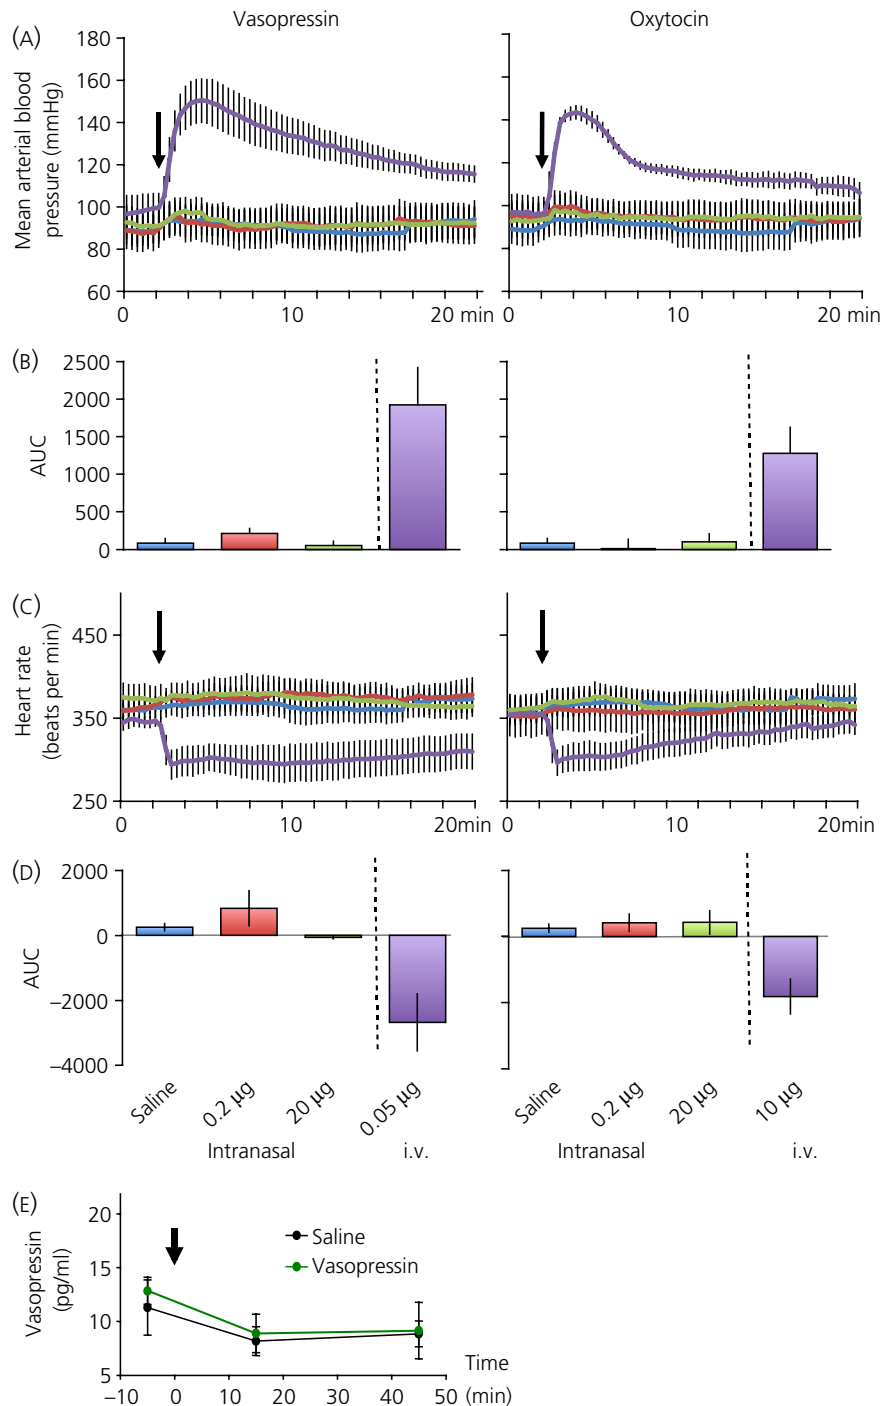 Vasopressin Oxytocin
(A)
Mean arterial blood
pressure (mmHg)
180
160
140
120
100
80
60
0 10 20 min 0 10 20 min
(B)
AUC
2500
2000
1500
1000
500
0
(C)
Heart rate
(beats per min)
450
350
250
0 10 20min 0 10 20min
(D)
AUC
2000
0
−2000
−4000
Saline 0.2 µg 20 µg 0.05 µg Saline 0.2 µg 20 µg 10 µg
Intranasal i.v. Intranasal i.v.
(E)
Vasopressin
(pg/ml)
20
15
10
5
Saline
Vasopressin
−10 0 10 20 30 40 50
Time
(min)